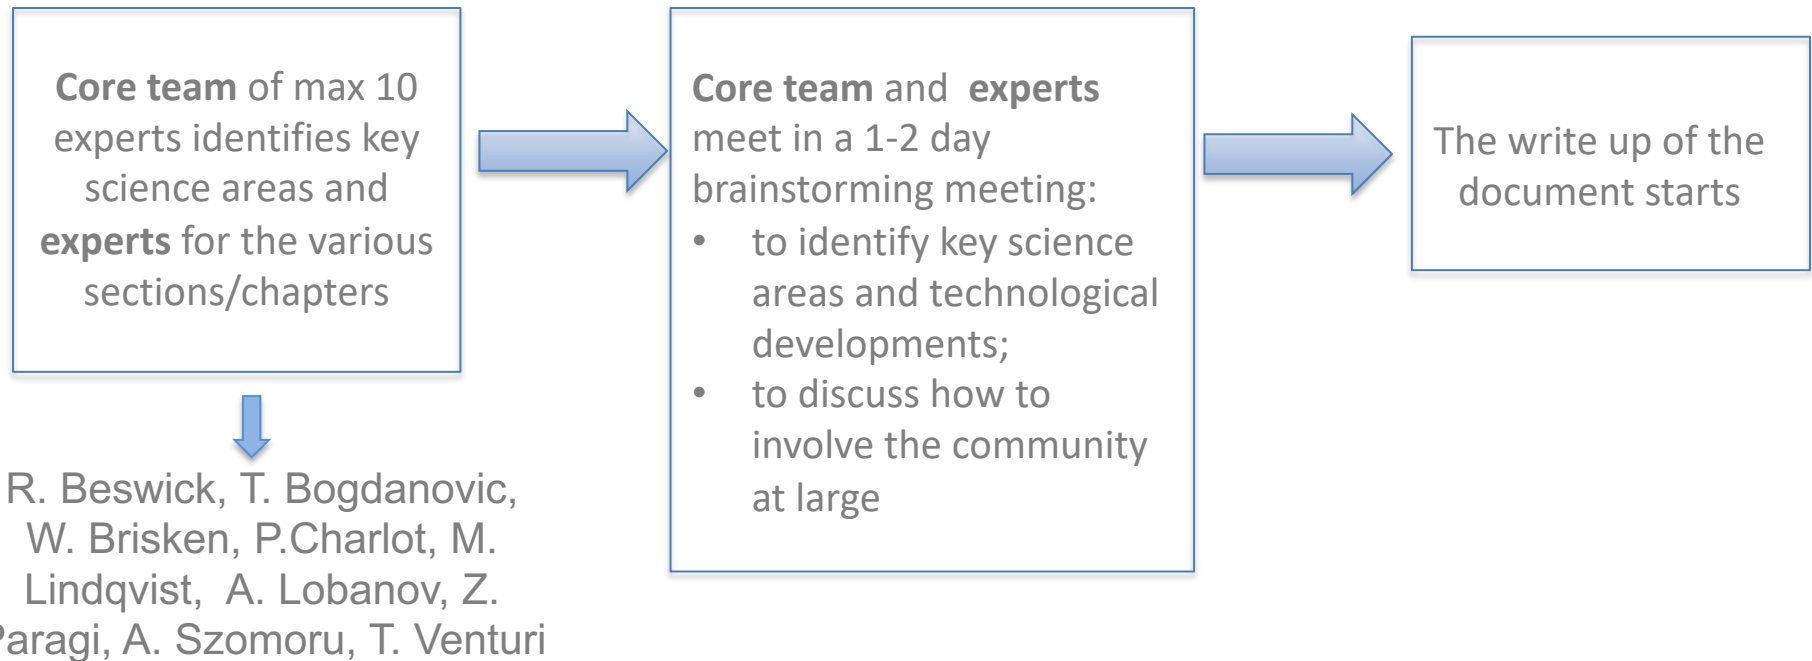 Core team of max 10
experts identifies key
science areas and
experts for the various
sections/chapters
R. Beswick, T. Bogdanovic,
W. Brisken, P.Charlot, M.
Lindqvist, A. Lobanov, Z.
Paragi, A. Szomoru, T. Venturi
Core team and experts
meet in a 1-2 day
brainstorming meeting:
• to identify key science
areas and technological
developments;
• to discuss how to
involve the community
at large
The write up of the
document starts